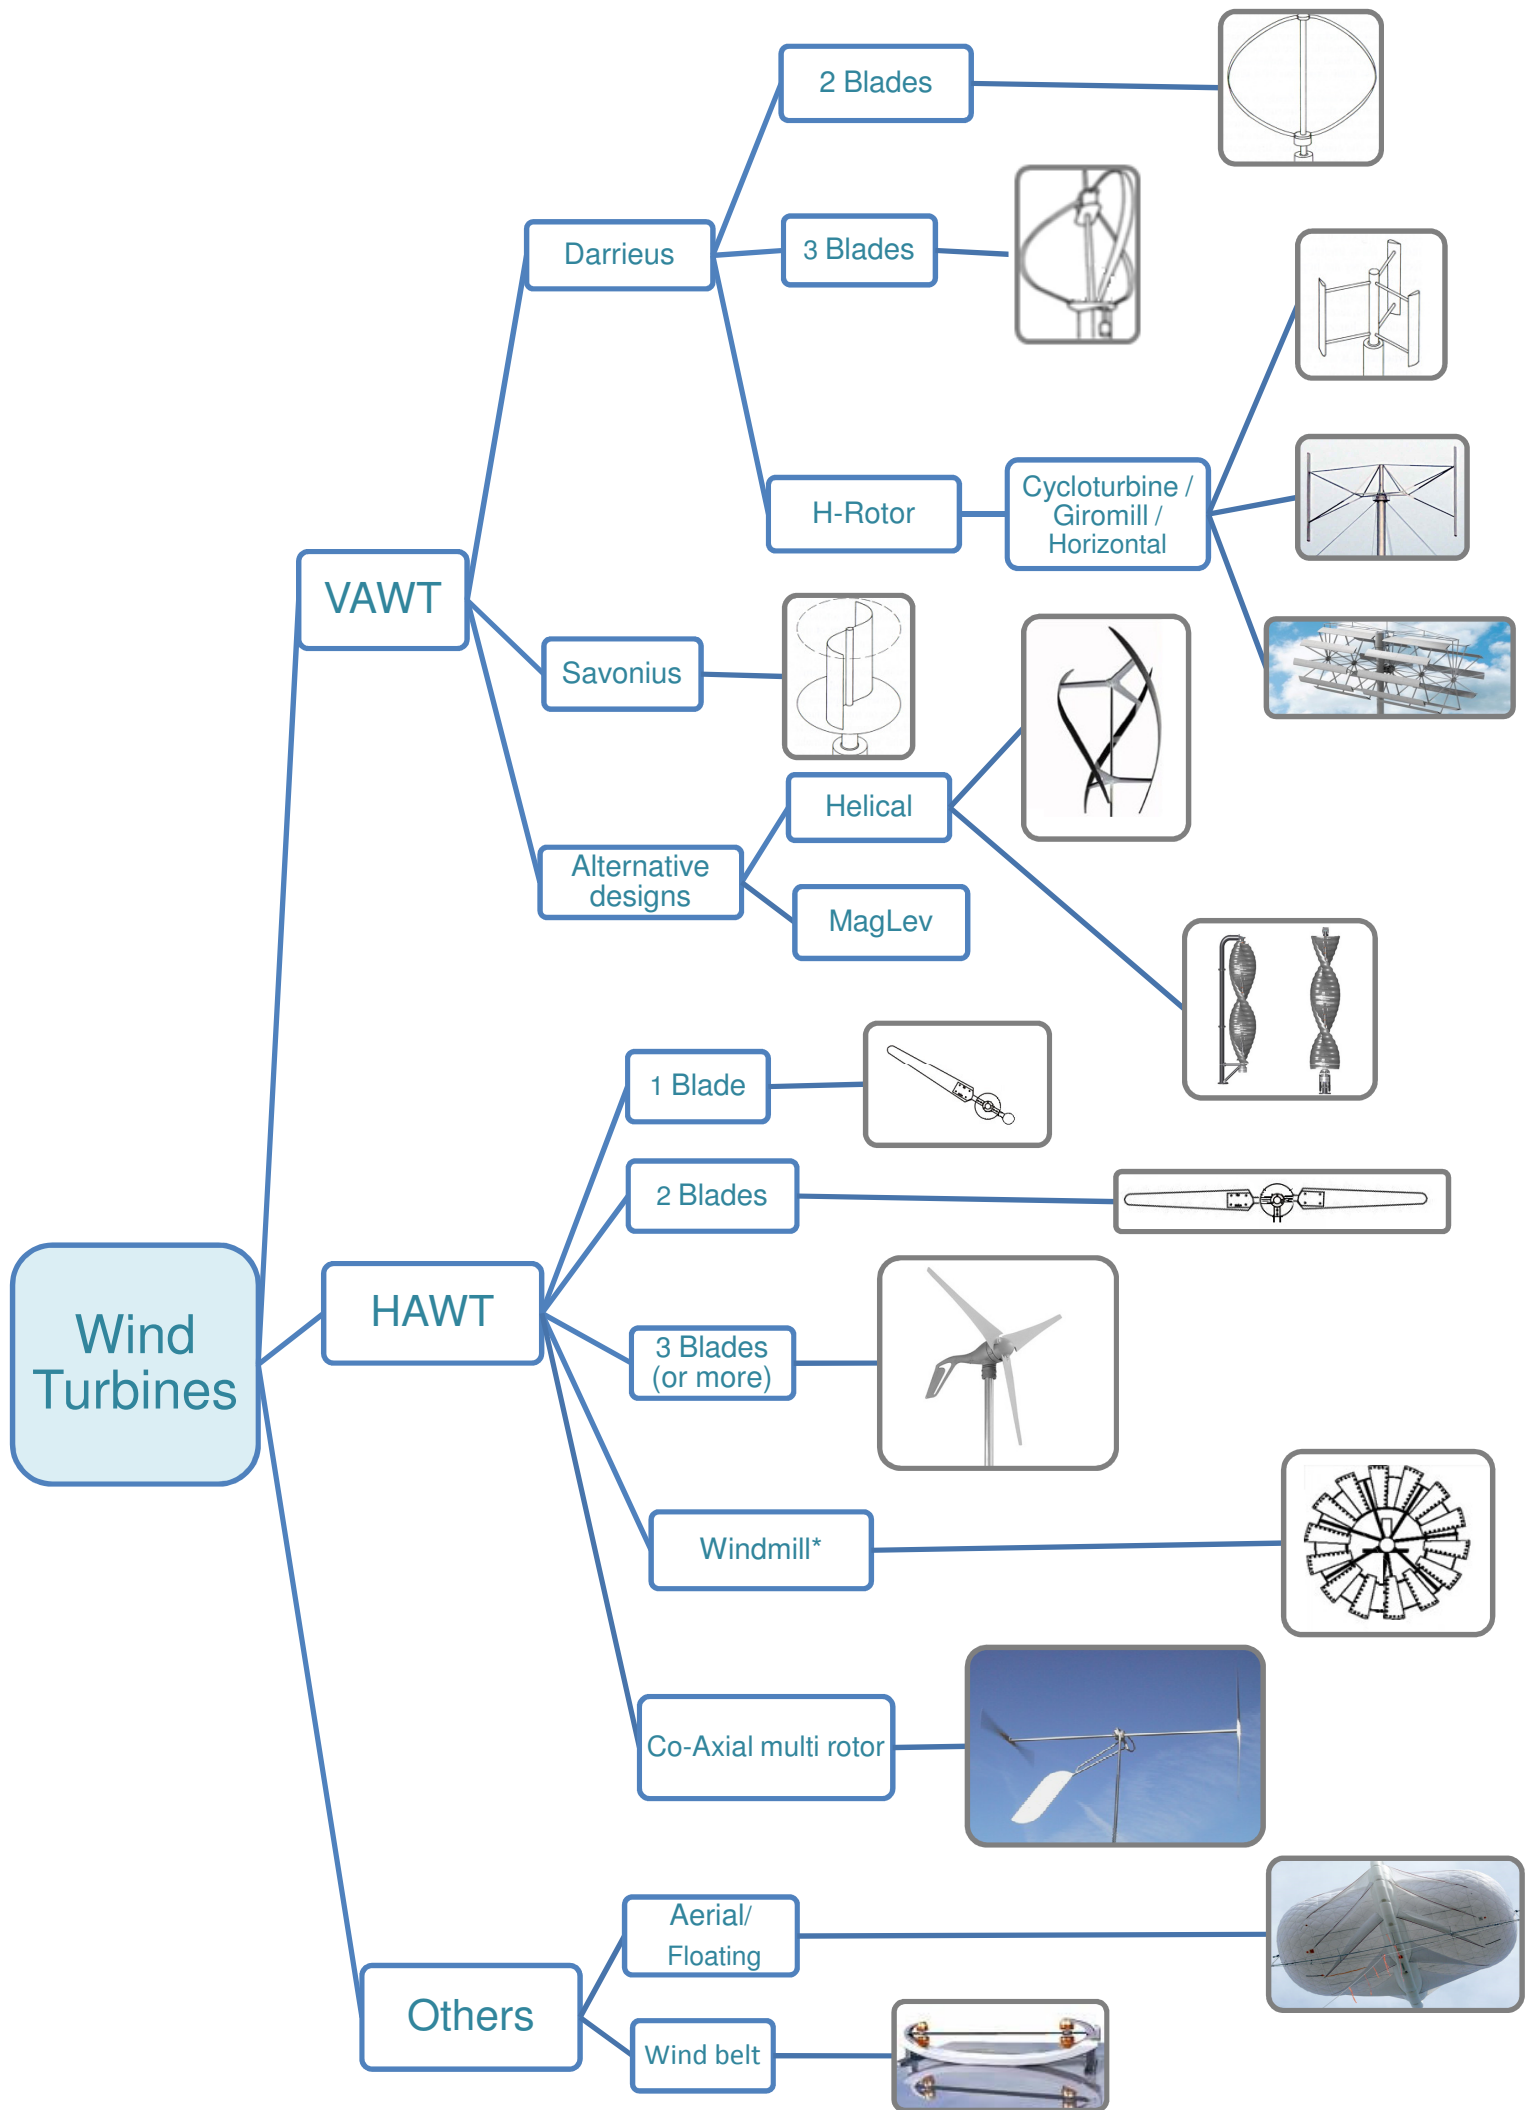 Wind
Turbines
VAWT
Darrieus
2 Blades
3 Blades
H-Rotor
Cycloturbine /
Giromill /
Horizontal
Savonius
Alternative
designs
Helical
MagLev
HAWT
1 Blade
2 Blades
3 Blades
(or more)
Windmill*
Co-Axial multi rotor
Others
Aerial/
Floating
Wind belt